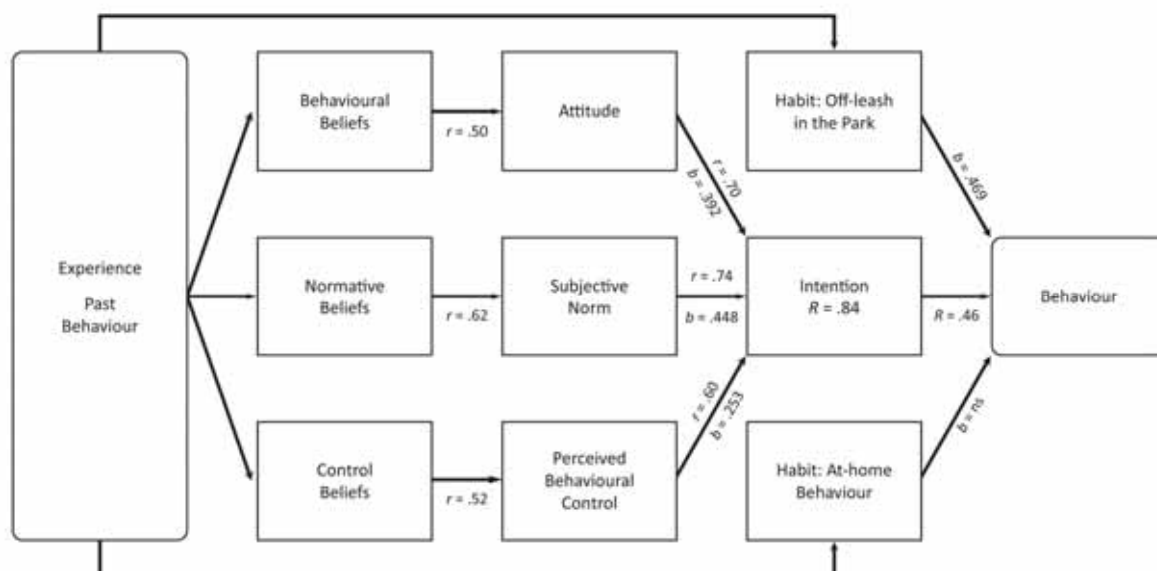 Experience
Past
Behaviour
Behavioural
Beliefs
r = .50
Attitude
r = .70
b = .392
Habit: Off-leash
in the Park
b = .469
Normative
Beliefs
r = .62
Subjective
Norm
r = .74
b = .448
Intention
R = .84
R = .46
Behaviour
Control
Beliefs
r = .52
Perceived
Behavioural
Control
r = .60
b = .253
Habit: At-home
Behaviour
b = ns